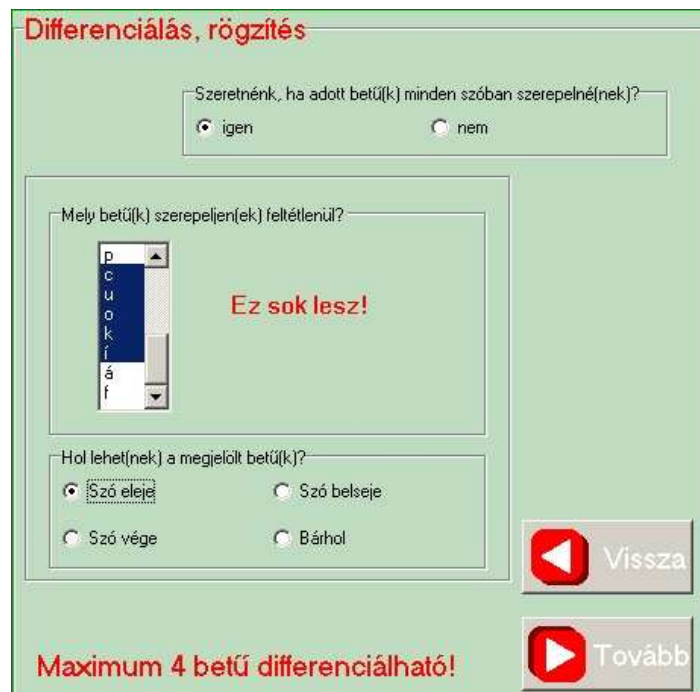 Differenciálás, rögzítés
Szeretnénk, ha adott betű(k) minden szóban szerepelné(nek)?
igen nem
Mely betű(k) szerepeljen(ek) feltétlenül?
p
c
u
o
k
í
á
f
Ez sok lesz!
Hol lehet(nek) a megjelölt betű(k)?
Szó eleje Szó belseje
Szó vége Bárhol
Vissza
Tovább
Maximum 4 betű differenciálható!